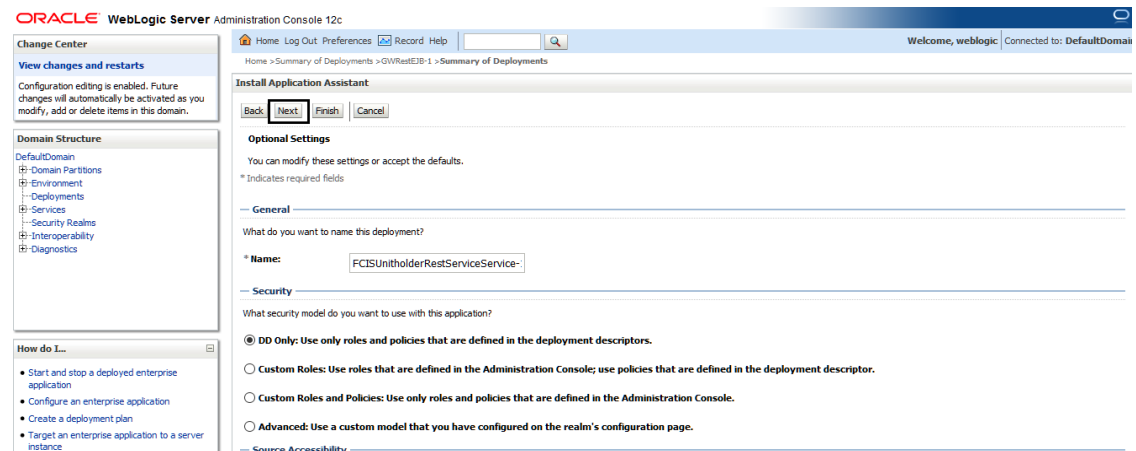 ORACLE WebLogic Server Administration Console 12c
Change Center
View changes and restarts
Configuration editing is enabled. Future
changes will automatically be activated as you
modify, add or delete items in this domain.
Domain Structure
DefaultDomain
Domain Partitions
Environment
Deployments
Services
Security Realms
Interoperability
Diagnostics
How do I...
Start and stop a deployed enterprise
application
Configure an enterprise application
Create a deployment plan
Target an enterprise application to a server
instance
Home Log Out Preferences Record Help
Welcome, weblogic Connected to: DefaultDomain
Home >Summary of Deployments >GWRestEJB-1 >Summary of Deployments
Install Application Assistant
Back Next Finish Cancel
Optional Settings
You can modify these settings or accept the defaults.
* Indicates required fields
General
What do you want to name this deployment?
* Name: FCISUnitholderRestServiceService-
Security
What security model do you want to use with this application?
DD Only: Use only roles and policies that are defined in the deployment descriptors.
Custom Roles: Use roles that are defined in the Administration Console; use policies that are defined in the deployment descriptor.
Custom Roles and Policies: Use only roles and policies that are defined in the Administration Console.
Advanced: Use a custom model that you have configured on the realm's configuration page.
Source Accessibility